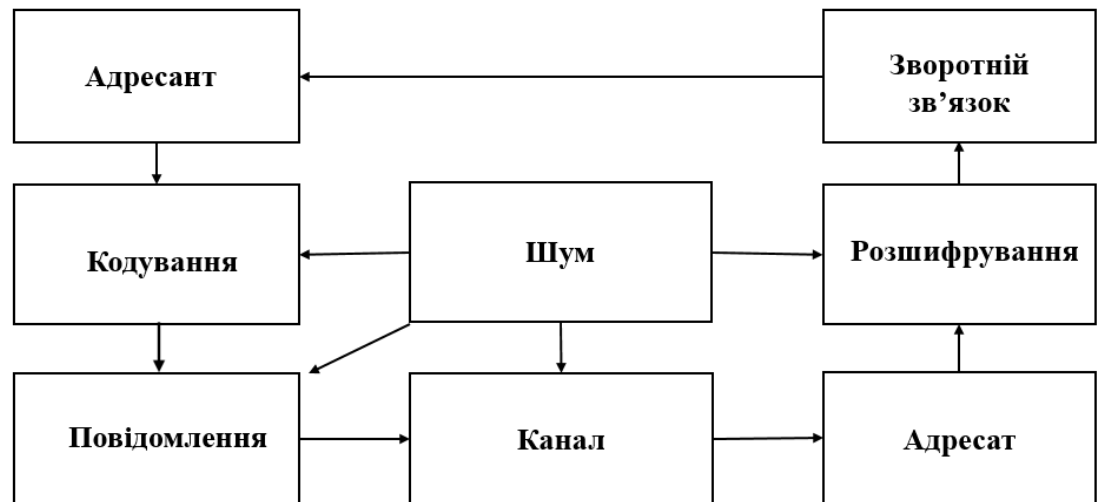 Адресант
Зворотній
зв’язок
Кодування
Шум
Розшифрування
Повідомлення
Канал
Адресат